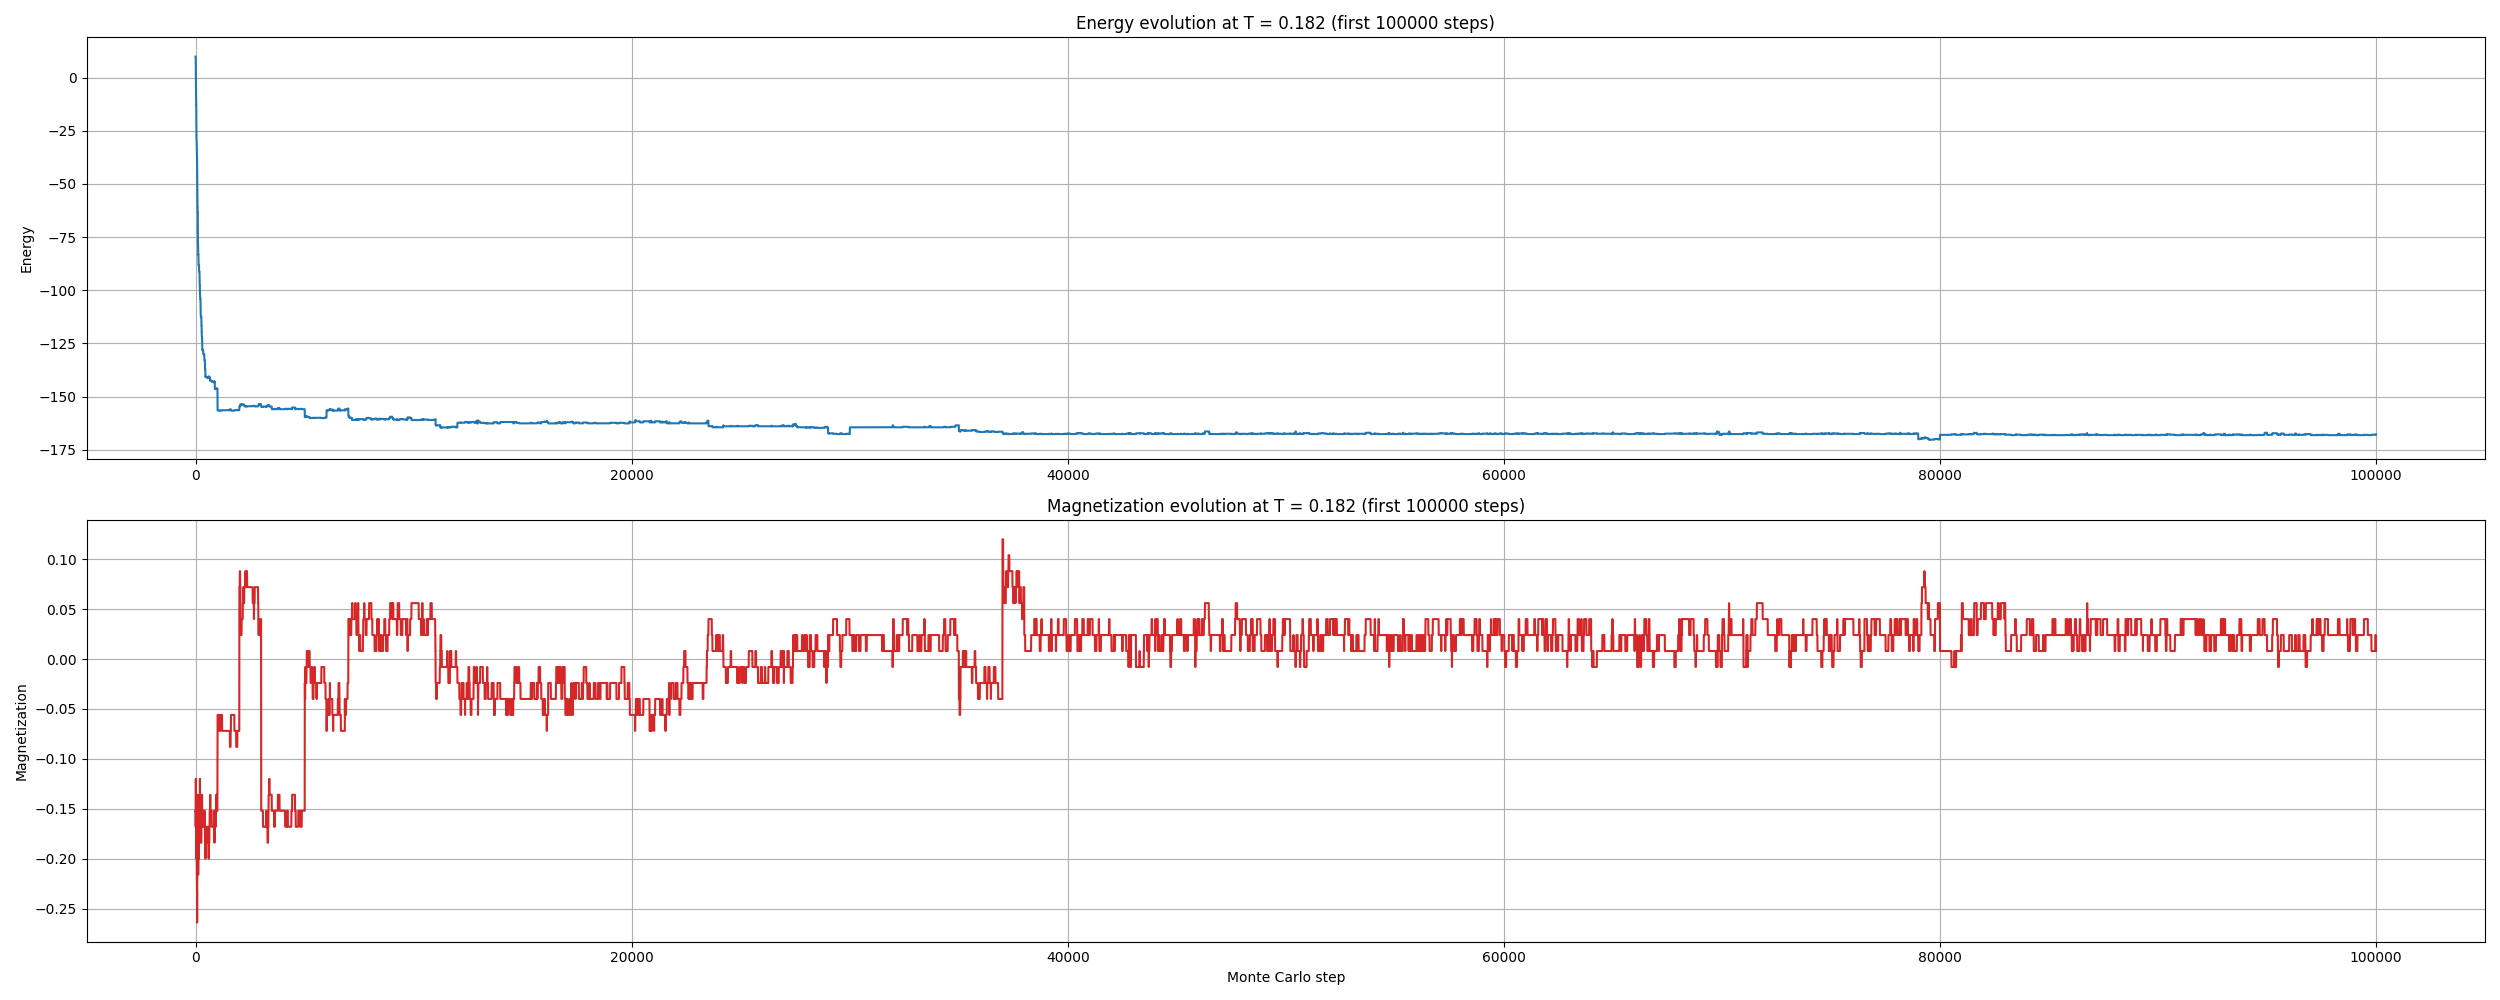 Energy evolution at T = 0.182 (first 100000 steps)
0
−25
−50
−75
−100
−125
−150
−175
Energy
0 20000 40000 60000 80000 100000
Magnetization evolution at T = 0.182 (first 100000 steps)
0.10
0.05
0.00
−0.05
−0.10
−0.15
−0.20
−0.25
Magnetization
0 20000 40000 60000 80000 100000
Monte Carlo step